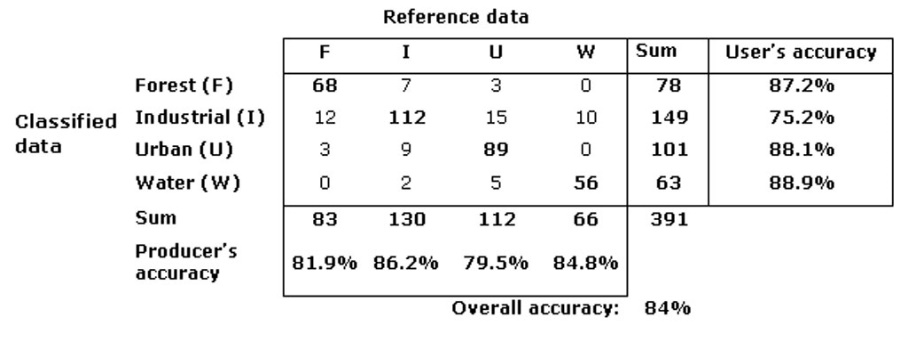 Reference data
F I U W Sum User's accuracy
Forest (F) 68 7 3 0 78 87.2%
Classified Industrial (I) 12 112 15 10 149 75.2%
data Urban (U) 3 9 89 0 101 88.1%
Water (W) 0 2 5 56 63 88.9%
Sum 83 130 112 66 391
Producer's
accuracy 81.9% 86.2% 79.5% 84.8%
Overall accuracy: 84%